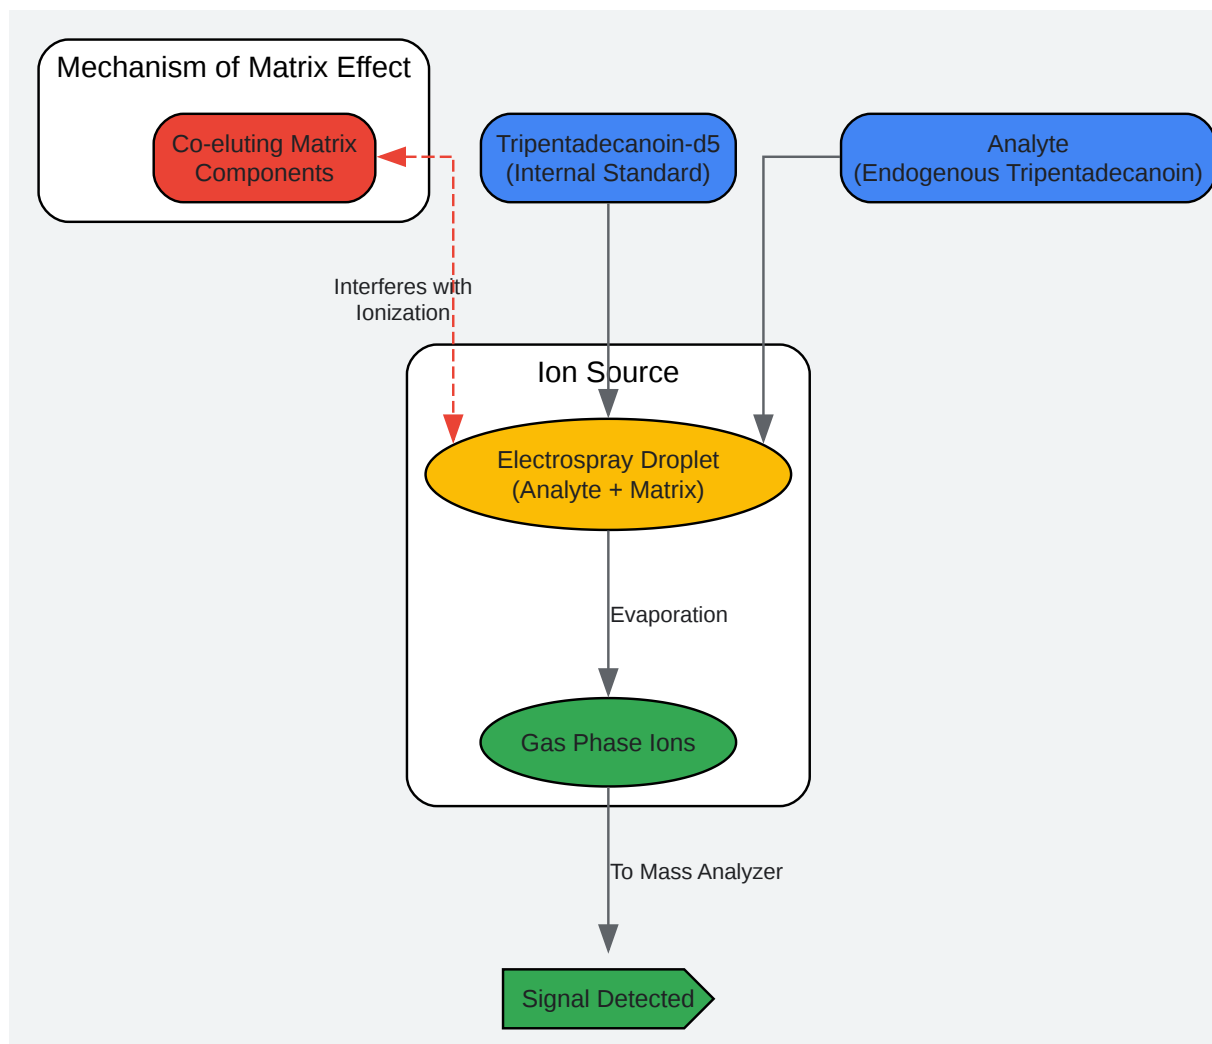 Mechanism of Matrix Effect
Co-eluting Matrix
Components
Tripentadecanoin-d5
(Internal Standard)
Analyte
(Endogenous Tripentadecanoin)
Interferes with
Ionization
Ion Source
Electrospray Droplet
(Analyte + Matrix)
Evaporation
Gas Phase Ions
To Mass Analyzer
Signal Detected